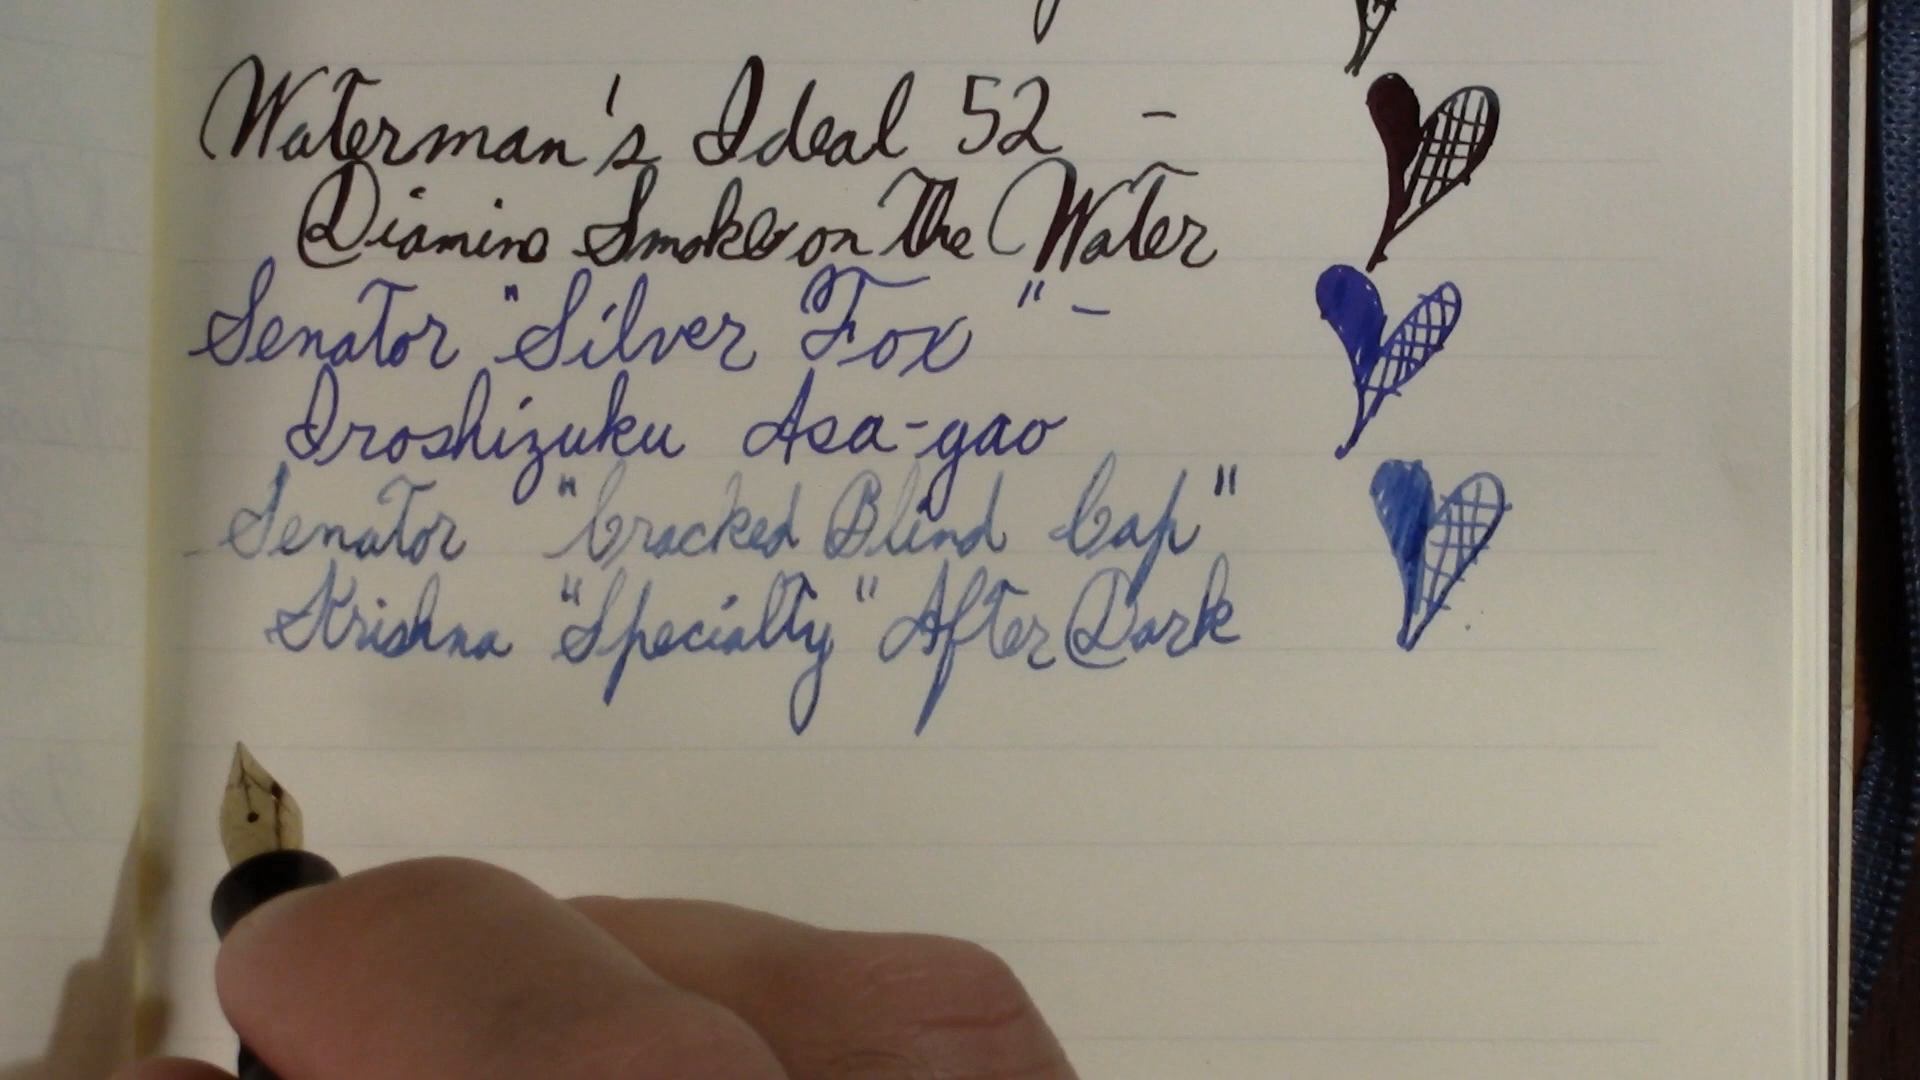 Waterman's Ideal 52 -
Diamine Smoke on The Water
Senator "Silver Fox" -
Iroshizuku Asa-gao
Senator "Cracked Blind Cap"
Krishna "Specialty" After Dark